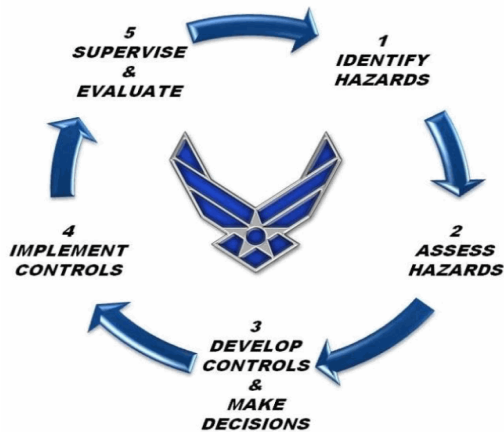 1
IDENTIFY
HAZARDS
2
ASSESS
HAZARDS
3
DEVELOP
CONTROLS
&
MAKE
DECISIONS
4
IMPLEMENT
CONTROLS
5
SUPERVISE
&
EVALUATE